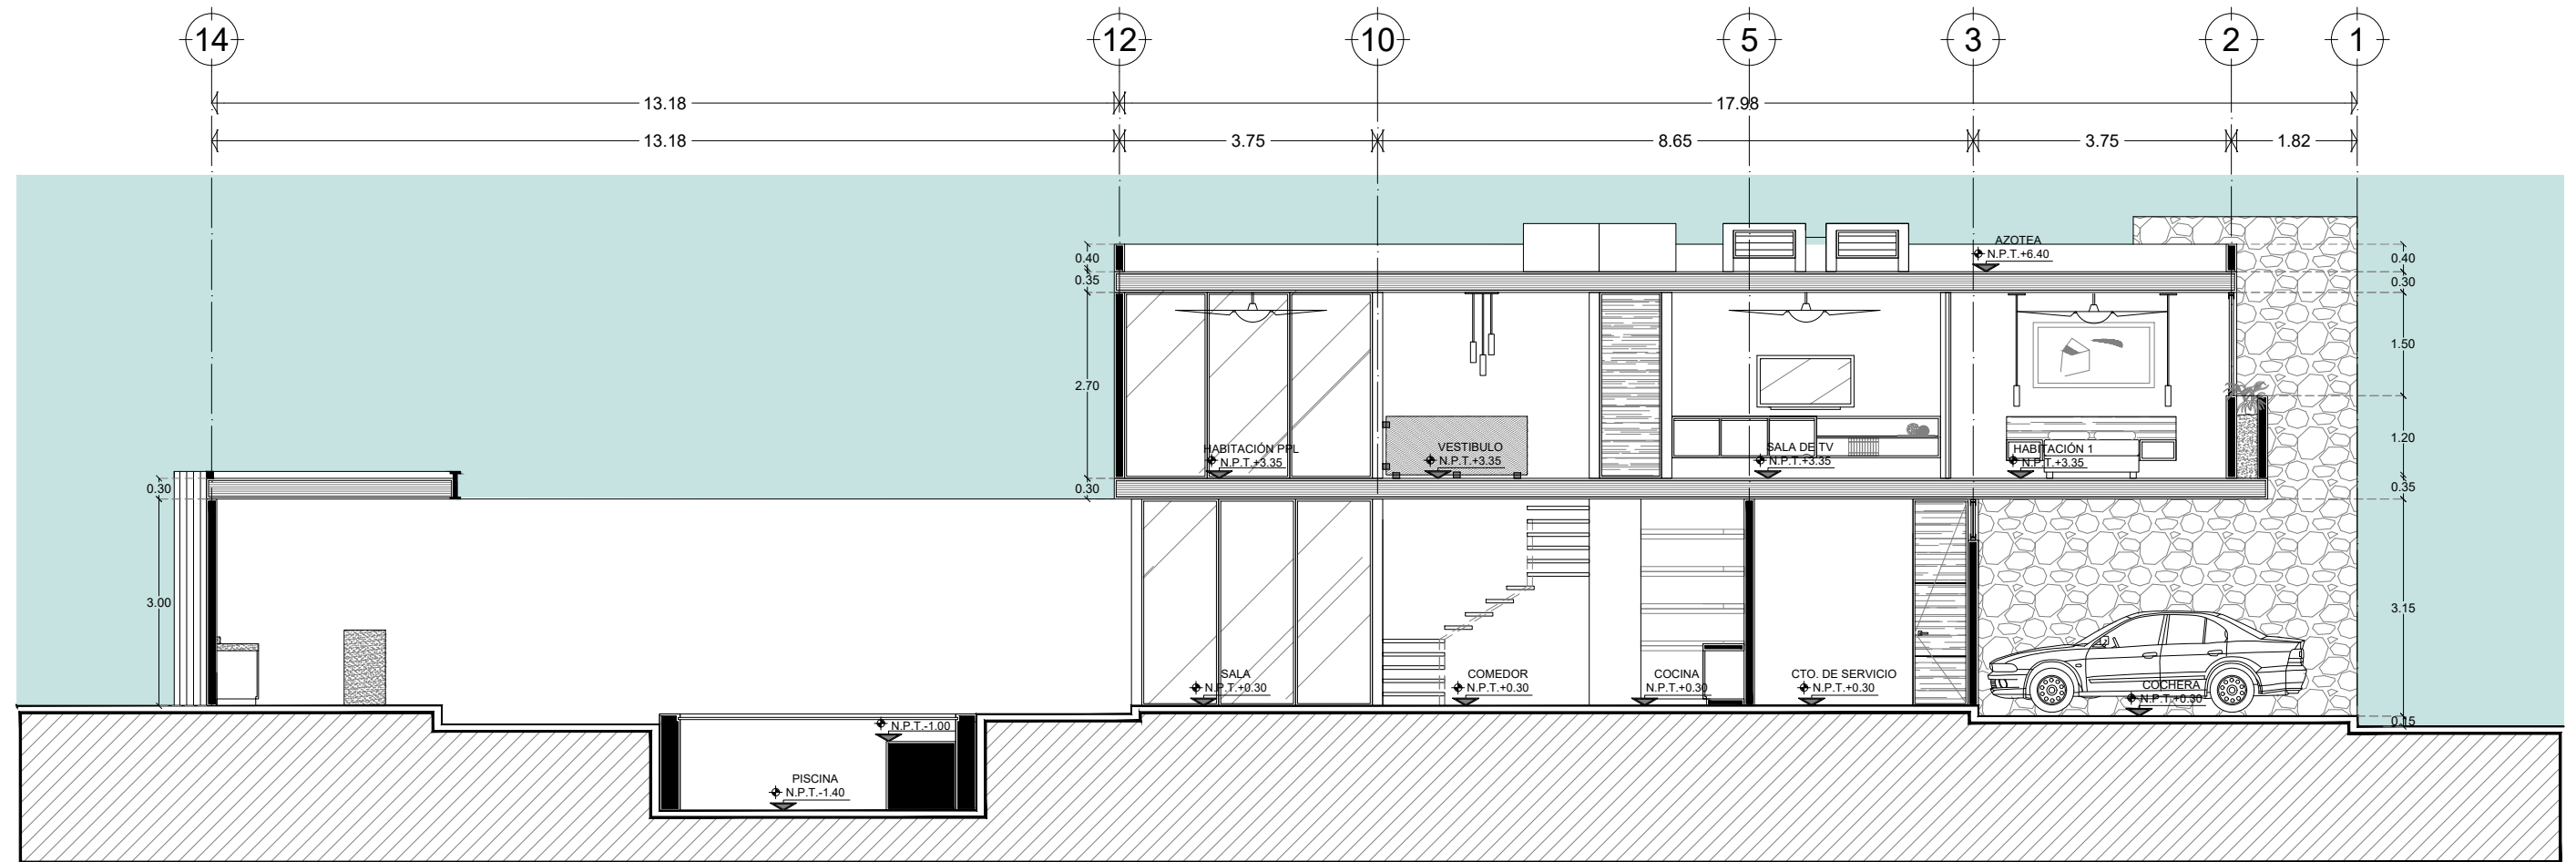 14 12 10 5 3 2 1
13.18 17.98
13.18 3.75 8.65 3.75 1.82
AZOTEA
N.P.T.+6.40
0.40
0.35
2.70
0.30
0.40
0.30
1.50
1.20
0.35
3.15
0.15
HABITACIÓN PPL
N.P.T.+3.35
VESTIBULO
N.P.T.+3.35
SALA DE TV
N.P.T.+3.35
HABITACIÓN 1
N.P.T.+3.35
0.30
3.00
SALA
N.P.T.+0.30
COMEDOR
N.P.T.+0.30
COCINA
N.P.T.+0.30
CTO. DE SERVICIO
N.P.T.+0.30
COCHERA
N.P.T.+0.30
N.P.T.-1.00
PISCINA
N.P.T.-1.40